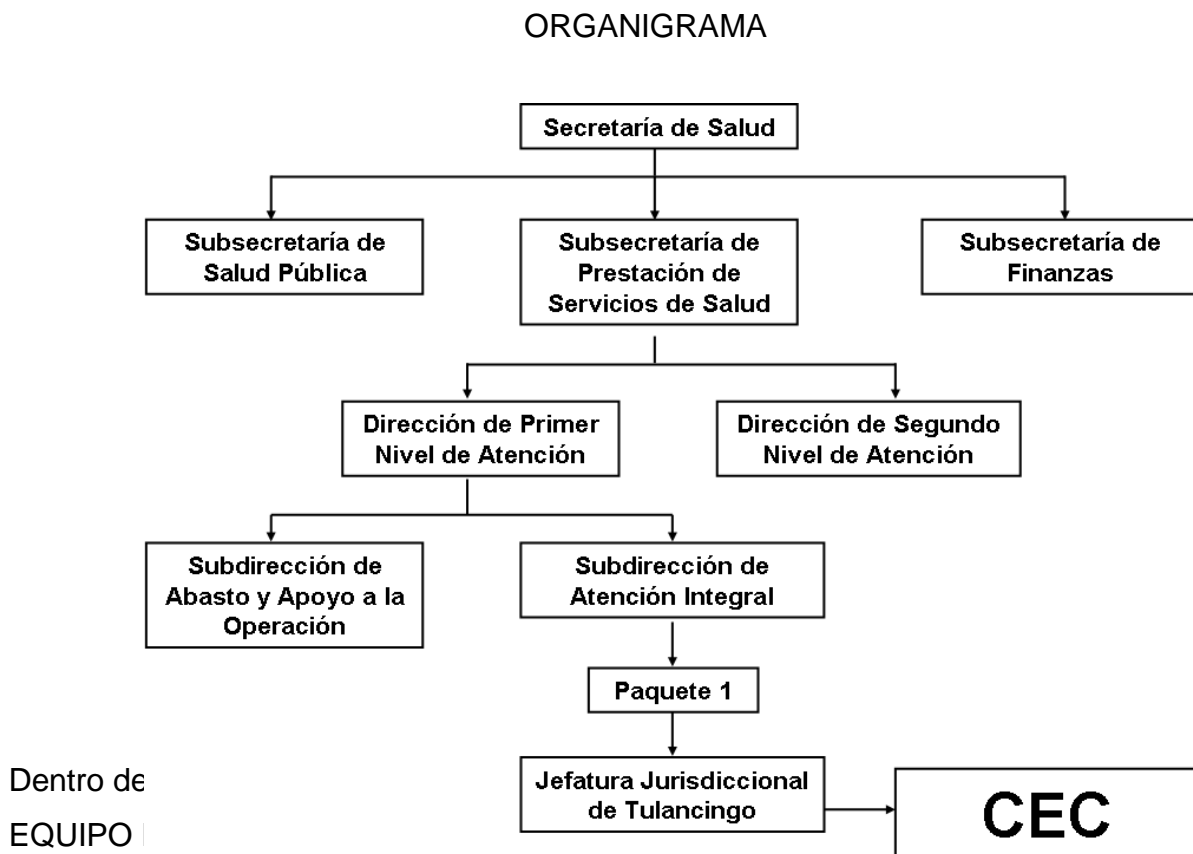 ORGANIGRAMA
Secretaría de Salud
Subsecretaría de
Salud Pública
Subsecretaría de
Prestación de
Servicios de Salud
Subsecretaría de
Finanzas
Dirección de Primer
Nivel de Atención
Dirección de Segundo
Nivel de Atención
Subdirección de
Abasto y Apoyo a la
Operación
Subdirección de
Atención Integral
Paquete 1
Jefatura Jurisdiccional
de Tulancingo
CEC
Dentro de
EQUIPO